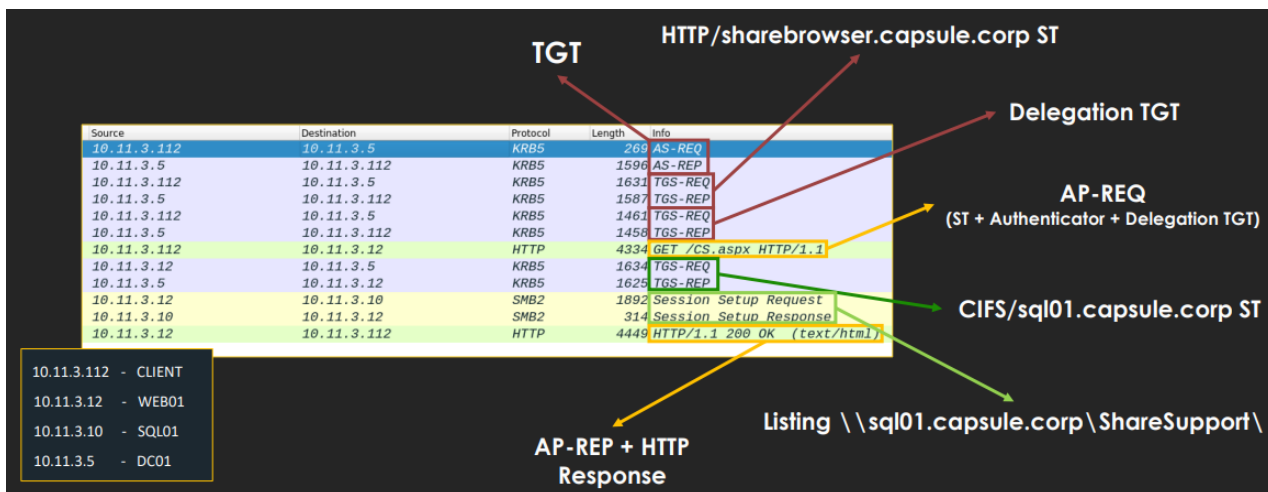 HTTP/sharebrowser.capsule.corp ST
TGT
Delegation TGT
AP-REQ
(ST + Authenticator + Delegation TGT)
Source Destination Protocol Length Info
10.11.3.112 10.11.3.5 KRB5 269 AS-REQ
10.11.3.5 10.11.3.112 KRB5 1596 AS-REP
10.11.3.112 10.11.3.5 KRB5 1631 TGS-REQ
10.11.3.5 10.11.3.112 KRB5 1587 TGS-REP
10.11.3.112 10.11.3.5 KRB5 1461 TGS-REQ
10.11.3.5 10.11.3.112 KRB5 1458 TGS-REP
10.11.3.112 10.11.3.12 HTTP 4334 GET /CS.aspx HTTP/1.1
10.11.3.12 10.11.3.5 KRB5 1634 TGS-REQ
10.11.3.5 10.11.3.12 KRB5 1625 TGS-REP
10.11.3.12 10.11.3.10 SMB2 1892 Session Setup Request
10.11.3.10 10.11.3.12 SMB2 314 Session Setup Response
10.11.3.12 10.11.3.112 HTTP 4449 HTTP/1.1 200 OK (text/html)
CIFS/sql01.capsule.corp ST
Listing \\sql01.capsule.corp\ShareSupport\
AP-REP + HTTP
Response
10.11.3.112 - CLIENT
10.11.3.12 - WEB01
10.11.3.10 - SQL01
10.11.3.5 - DC01